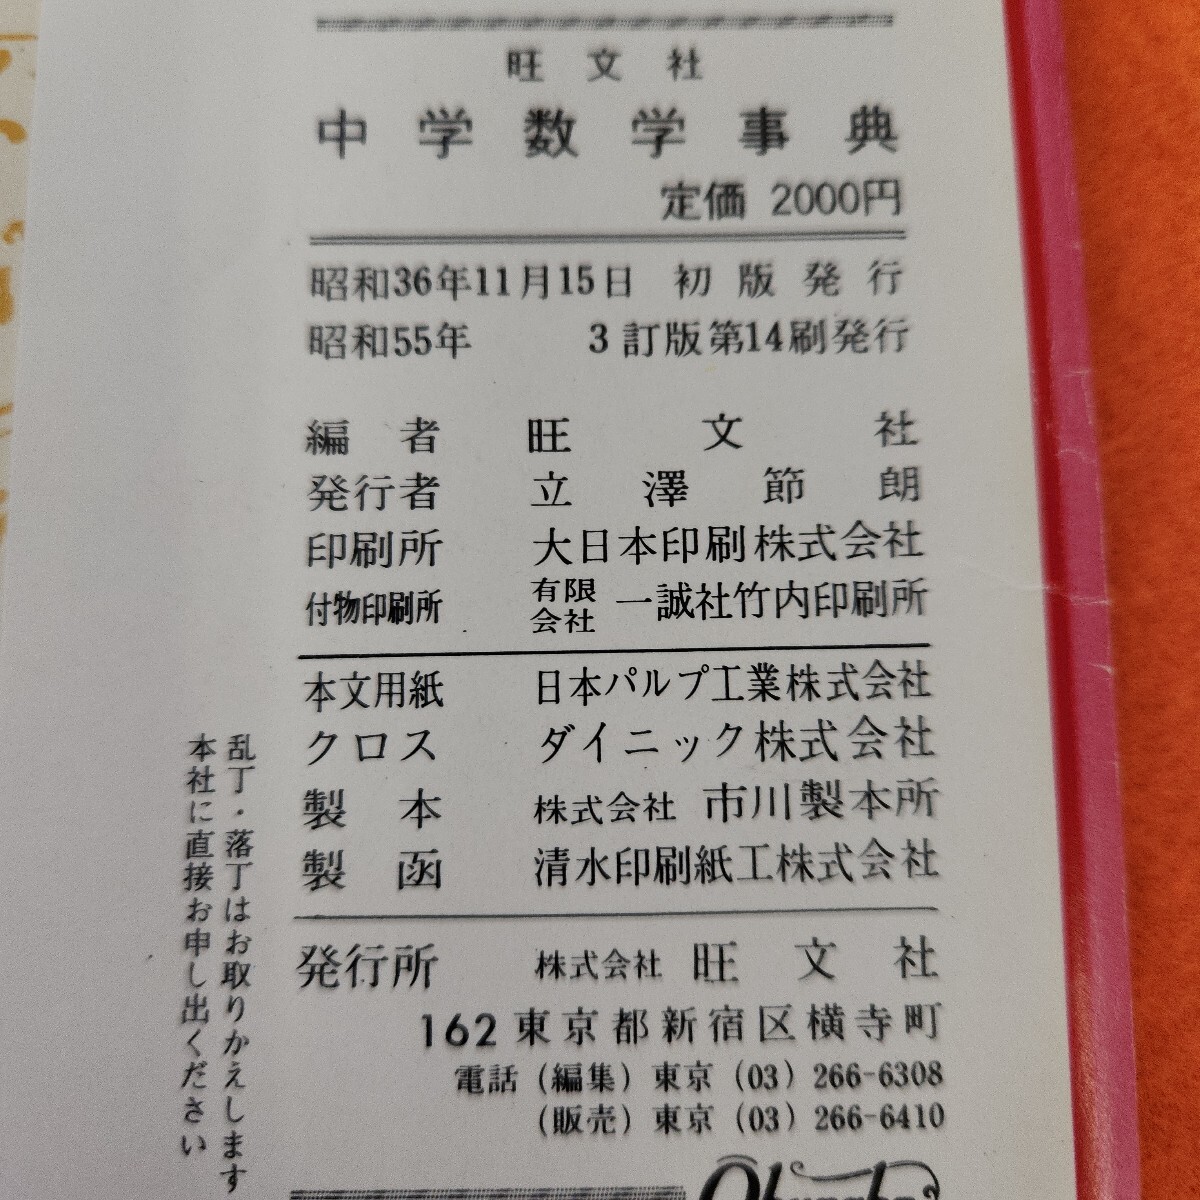 旺文社
中学数学事典
定価 2000円
昭和36年11月15日 初版発行
昭和55年 3訂版第14刷発行
編者 旺文社
発行者 立澤節朗
印刷所 大日本印刷株式会社
付物印刷所 有限会社 一誠社竹内印刷所
本文用紙 日本パルプ工業株式会社
クロス ダイニック株式会社
製本 株式会社 市川製本所
製函 清水印刷紙工株式会社
発行所 株式会社 旺文社
162 東京都新宿区横寺町
電話（編集）東京（03）266-6308
（販売）東京（03）266-6410
乱丁・落丁はお取りかえします
本社に直接お申し出ください